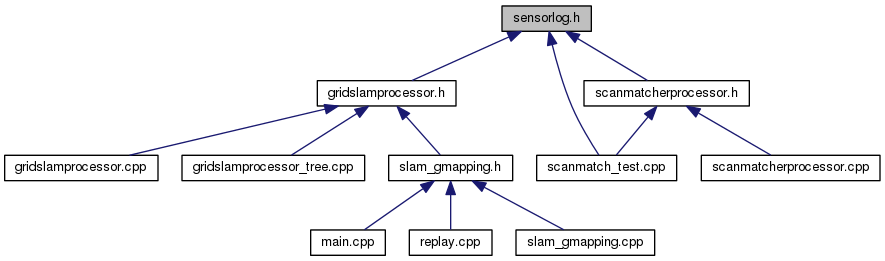 sensorlog.h
gridslamprocessor.h
scanmatcherprocessor.h
gridslamprocessor.cpp
gridslamprocessor_tree.cpp
slam_gmapping.h
scanmatch_test.cpp
scanmatcherprocessor.cpp
main.cpp
replay.cpp
slam_gmapping.cpp